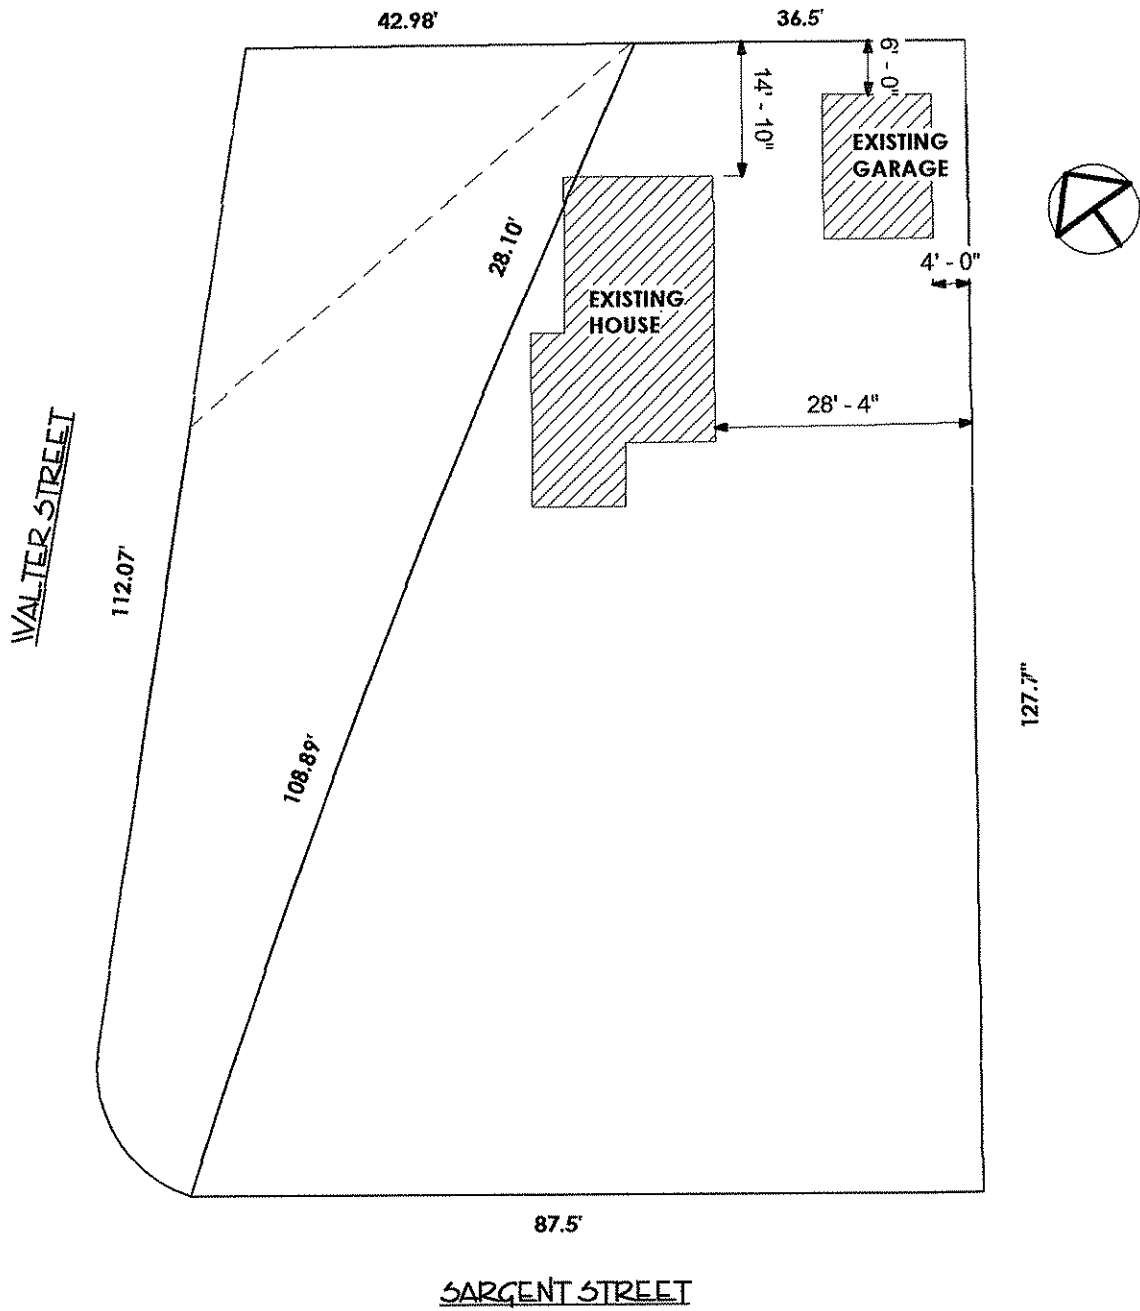 42.98'
36.5'
14' - 10"
6' - 0"
EXISTING
GARAGE
28.10'
4' - 0"
EXISTING
HOUSE
28' - 4"
WALTER STREET
112.07'
127.7"
108.89'
87.5'
SARGENT STREET